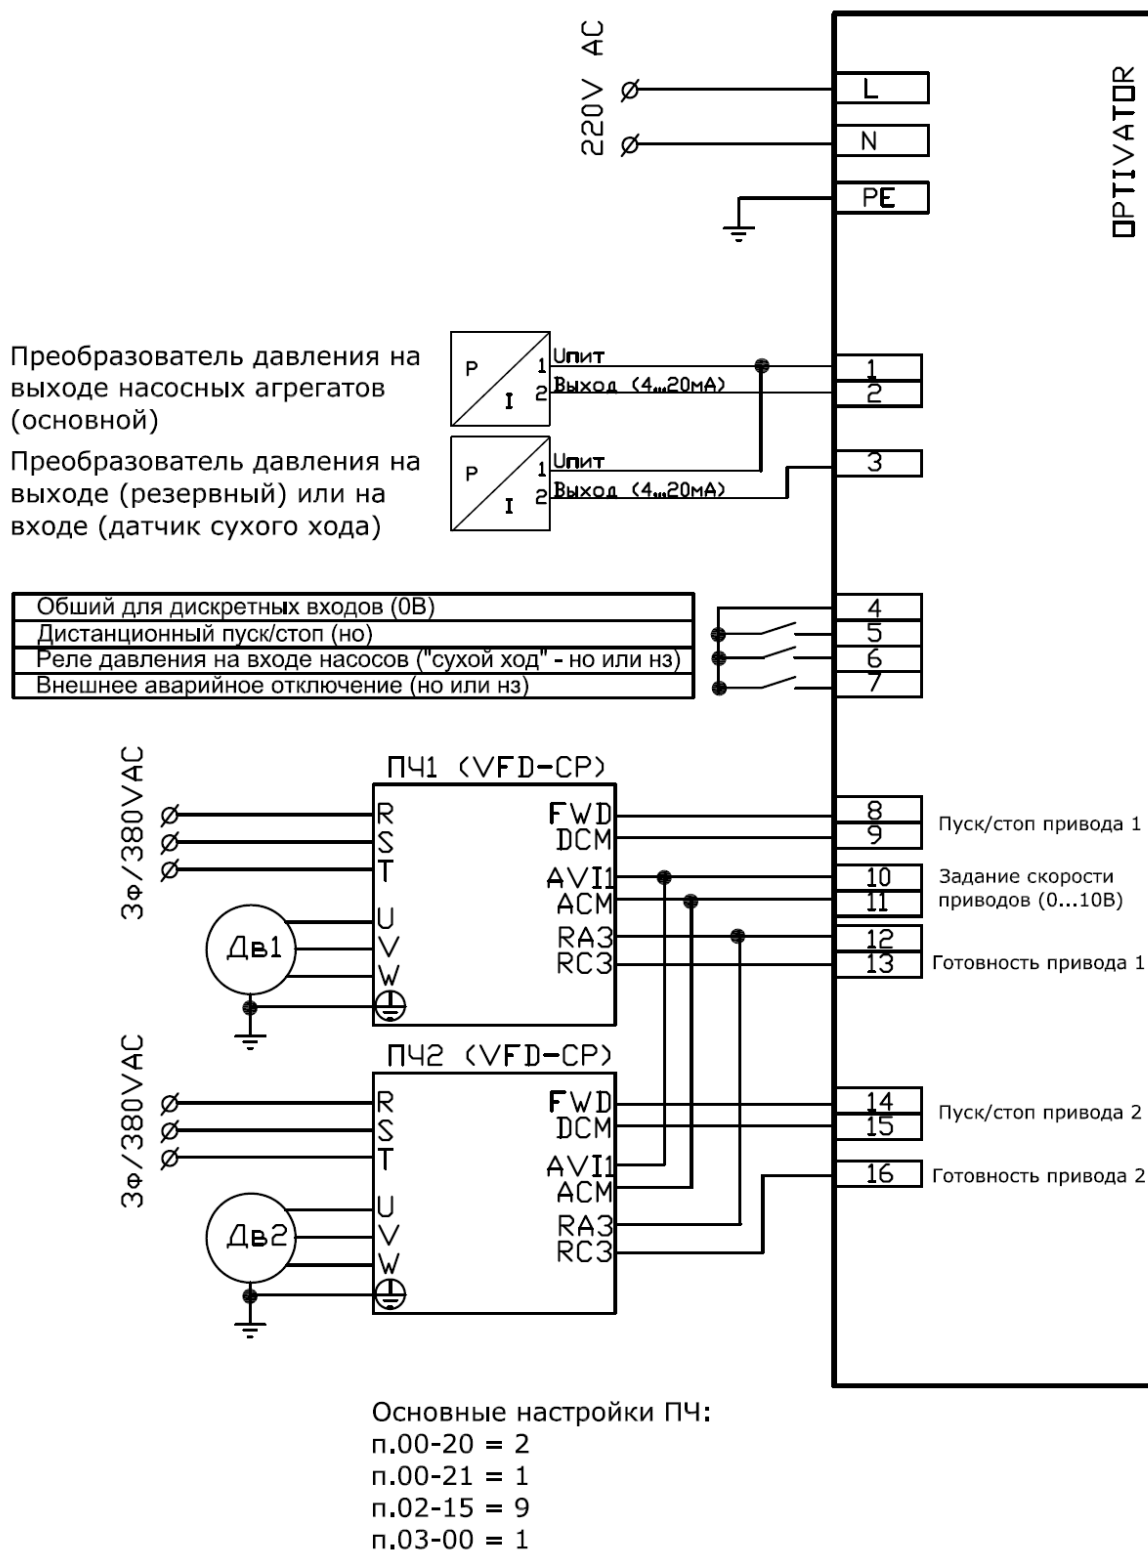 220V AC
L
N
PE
OPTIVATOR
Преобразователь давления на
выходе насосных агрегатов
(основной)
P
I
1
2
Uпит
Выход (4...20мА)
1
2
Преобразователь давления на
выходе (резервный) или на
входе (датчик сухого хода)
P
I
1
2
Uпит
Выход (4...20мА)
3
Обший для дискретных входов (0В)
Дистанционный пуск/стоп (но)
Реле давления на входе насосов ("сухой ход" - но или нз)
Внешнее аварийное отключение (но или нз)
4
5
6
7
3ф/380VAC
ПЧ1 (VFD-CP)
R
S
T
U
V
W
Дв1
FWD
DCM
AVI1
ACM
RA3
RC3
8
9
Пуск/стоп привода 1
10
11
Задание скорости
приводов (0...10В)
12
13
Готовность привода 1
3ф/380VAC
ПЧ2 (VFD-CP)
R
S
T
U
V
W
Дв2
FWD
DCM
AVI1
ACM
RA3
RC3
14
15
Пуск/стоп привода 2
16
Готовность привода 2
Основные настройки ПЧ:
п.00-20 = 2
п.00-21 = 1
п.02-15 = 9
п.03-00 = 1